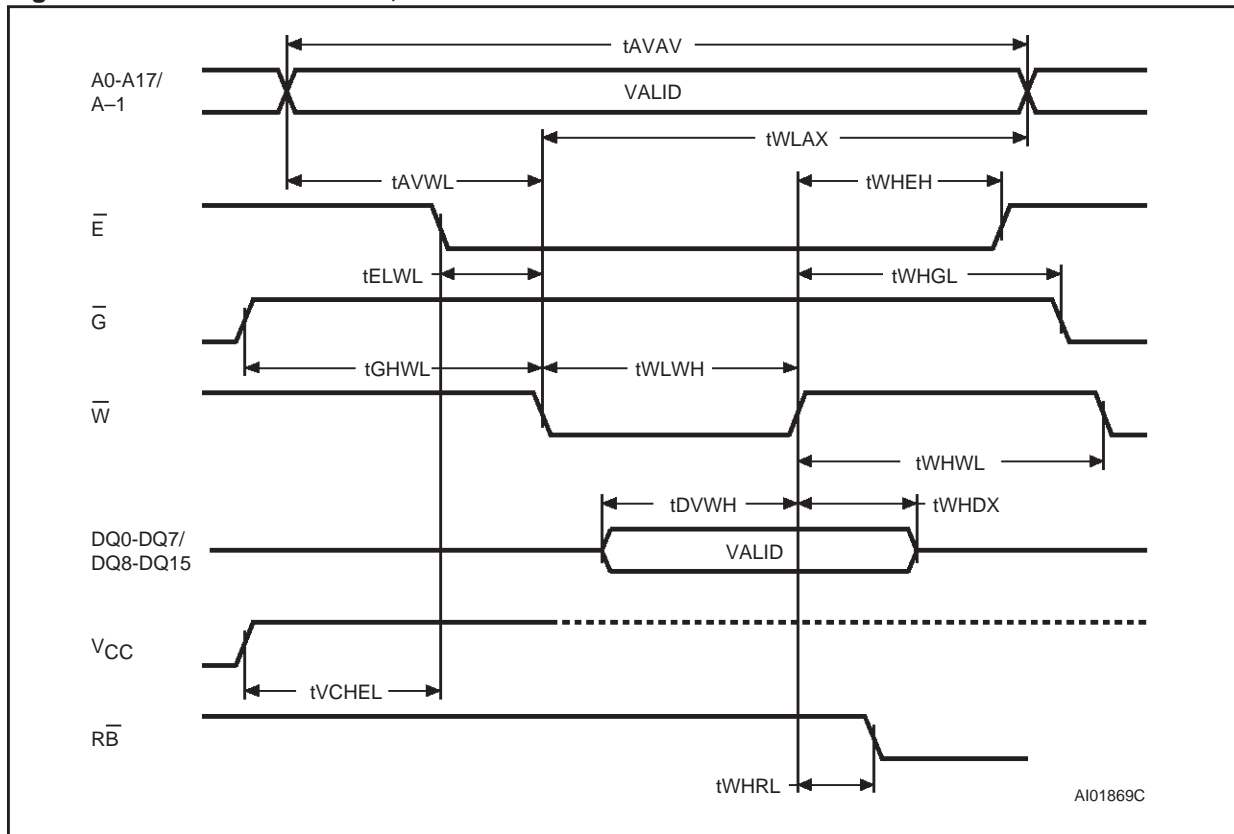 tAVAV
A0-A17/
A–1
VALID
tWLAX
tAVWL
tWHEH
E̅
tELWL
tWHGL
G̅
tGHWL
tWLWH
W̅
tWHWL
tDVWH
tWHDX
DQ0-DQ7/
DQ8-DQ15
VALID
VCC
tVCHEL
RB̅
tWHRL
AI01869C